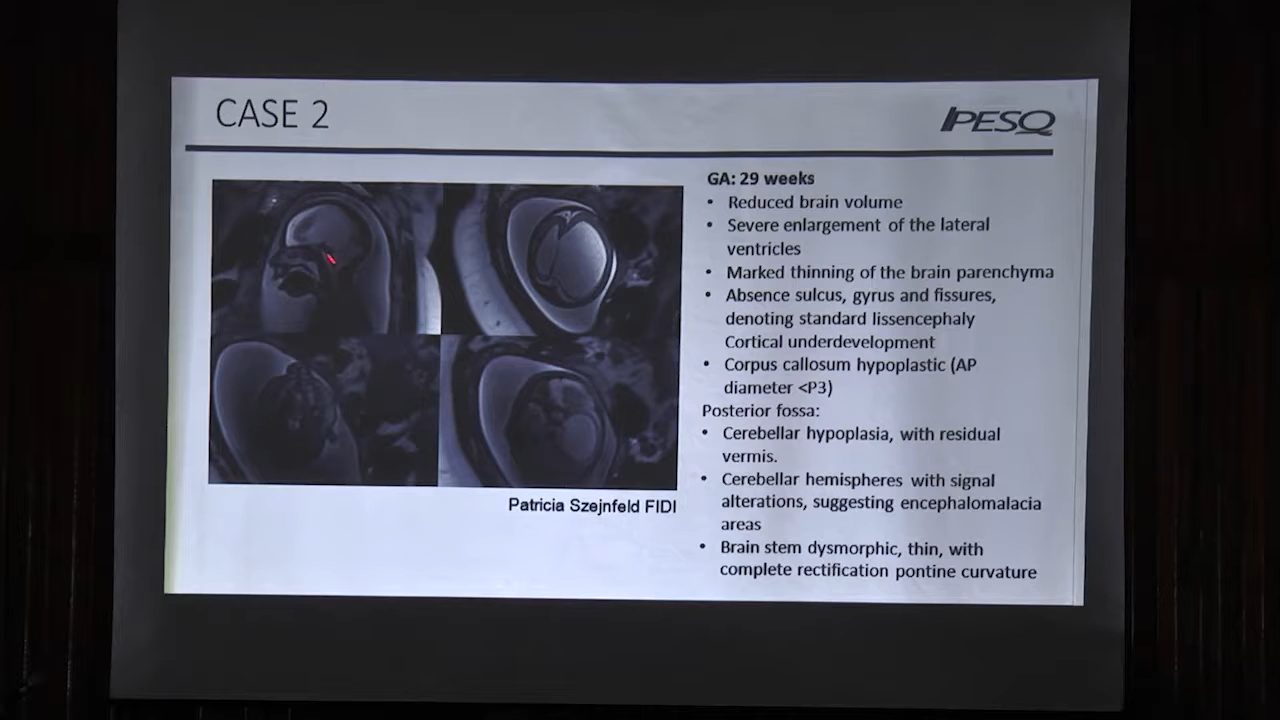 CASE 2
IPESQ
GA: 29 weeks
• Reduced brain volume
• Severe enlargement of the lateral
ventricles
• Marked thinning of the brain parenchyma
• Absence sulcus, gyrus and fissures,
denoting standard lissencephaly
Cortical underdevelopment
• Corpus callosum hypoplastic (AP
diameter <P3)
Posterior fossa:
• Cerebellar hypoplasia, with residual
vermis.
• Cerebellar hemispheres with signal
alterations, suggesting encephalomalacia
areas
• Brain stem dysmorphic, thin, with
complete rectification pontine curvature
Patricia Szejnfeld FIDI